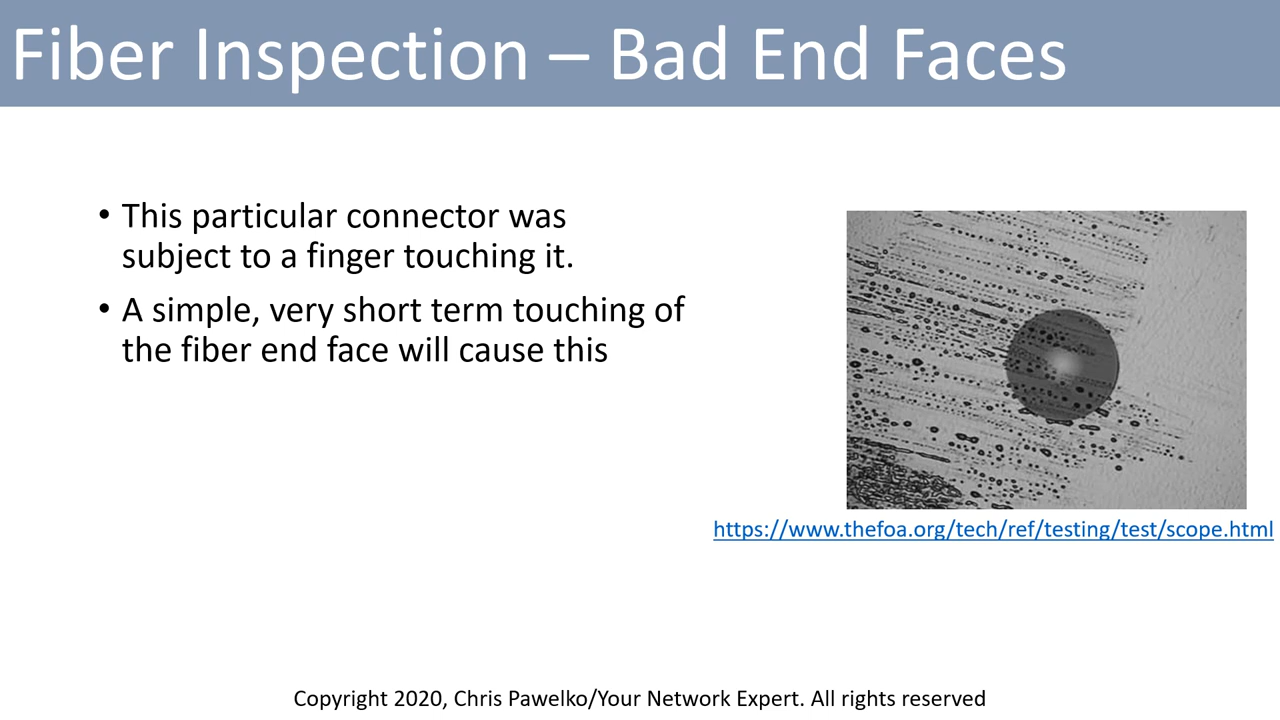 Fiber Inspection – Bad End Faces
• This particular connector was
subject to a finger touching it.
• A simple, very short term touching of
the fiber end face will cause this
https://www.thefoa.org/tech/ref/testing/test/scope.html
Copyright 2020, Chris Pawelko/Your Network Expert. All rights reserved